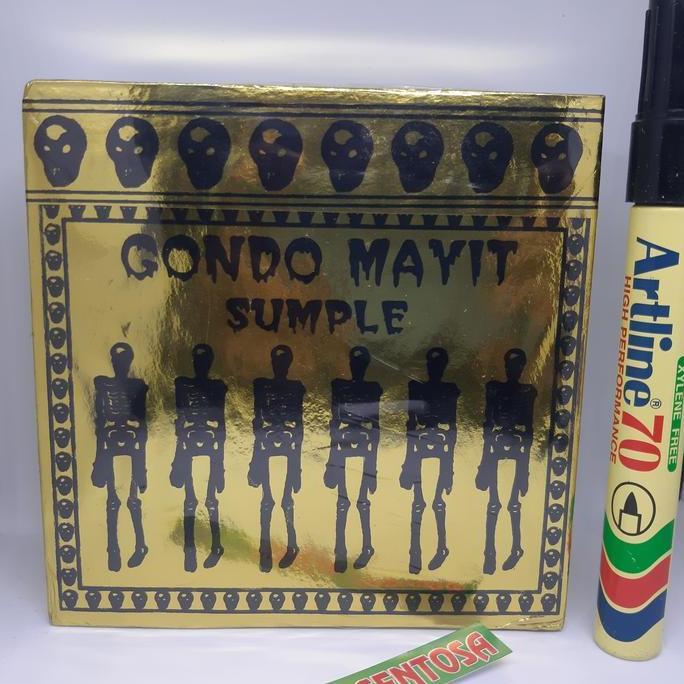 GONDO MAYIT
SUMPLE
Artline® 70
HIGH PERFORMANCE
XYLENE FREE
SENTOSA